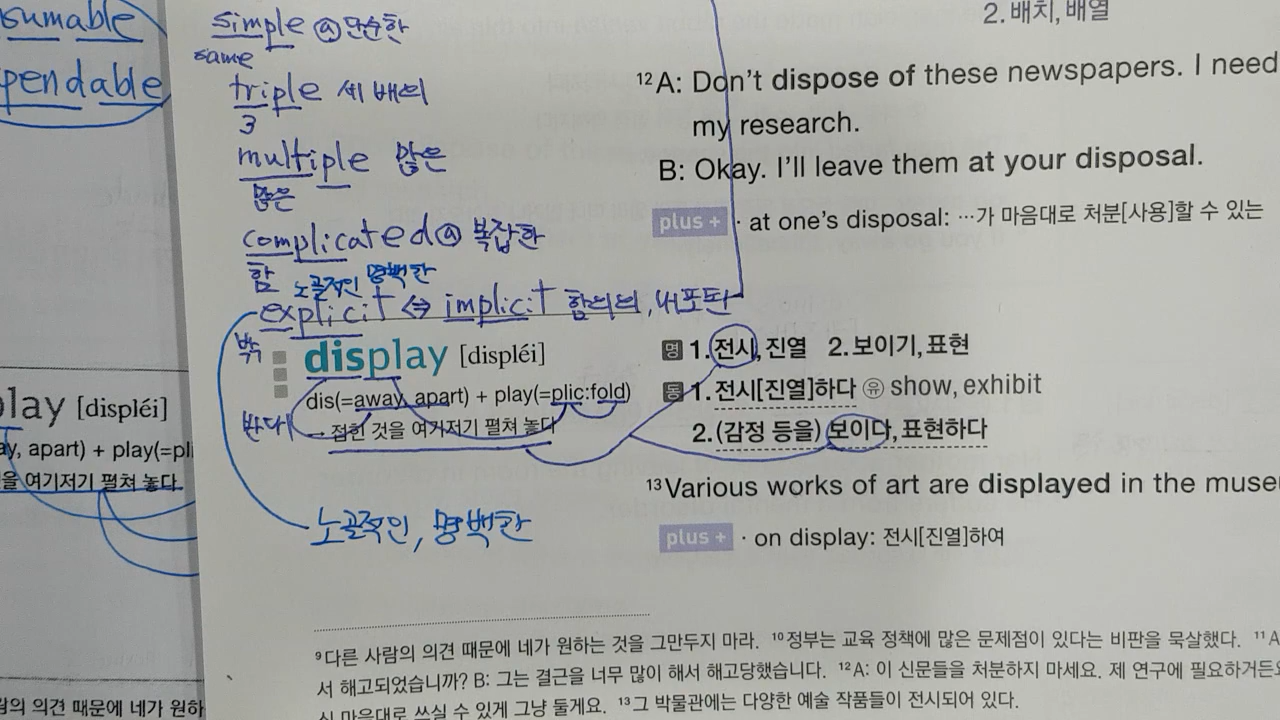 sumable
pendable
play [displéi]
ay, apart) + play(=pli
을 여기저기 펼쳐 놓다.
람의 의견 때문에 네가 원하
simple ⓐ단순한
same
triple 세 배의
3
multiple 많은
많은
complicated ⓐ 복잡한
함
노골적인 명백한
explicit ⇔ implicit 함의의, 내포된
밖
display [displéi]
dis(=away, apart) + play(=plic:fold)
반대
→ 접힌 것을 여기저기 펼쳐 놓다
노골적인, 명백한
2. 배치, 배열
12 A: Don't dispose of these newspapers. I need
my research.
B: Okay. I'll leave them at your disposal.
plus + · at one's disposal: …가 마음대로 처분[사용]할 수 있는
명 1. 전시, 진열 2. 보이기, 표현
동 1. 전시[진열]하다 유 show, exhibit
2. (감정 등을) 보이다, 표현하다
13 Various works of art are displayed in the muse
plus + · on display: 전시[진열]하여
9 다른 사람의 의견 때문에 네가 원하는 것을 그만두지 마라. 10 정부는 교육 정책에 많은 문제점이 있다는 비판을 묵살했다. 11 A
서 해고되었습니까? B: 그는 결근을 너무 많이 해서 해고당했습니다. 12 A: 이 신문들을 처분하지 마세요. 제 연구에 필요하거든요
신 마음대로 쓰실 수 있게 그냥 둘게요. 13 그 박물관에는 다양한 예술 작품들이 전시되어 있다.